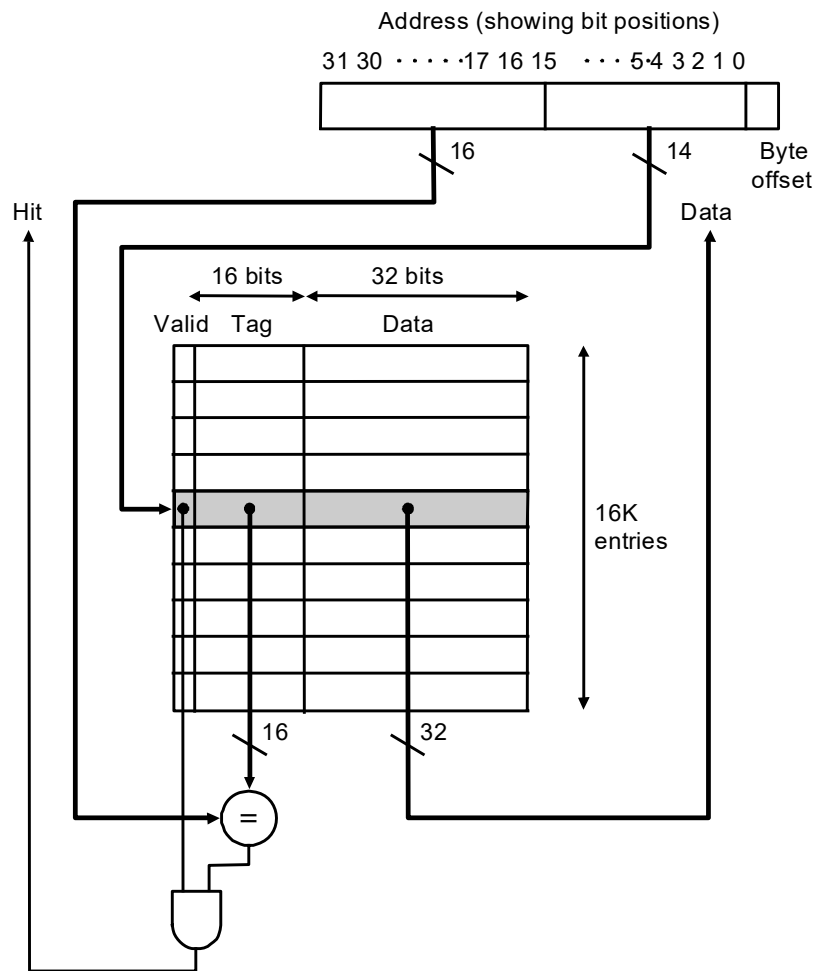 Address (showing bit positions)
31 30 · · · · · 17 16 15 · · · · 5 4 3 2 1 0
16 14 Byte
offset
Hit Data
16 bits 32 bits
Valid Tag Data
16K
entries
16 32
=